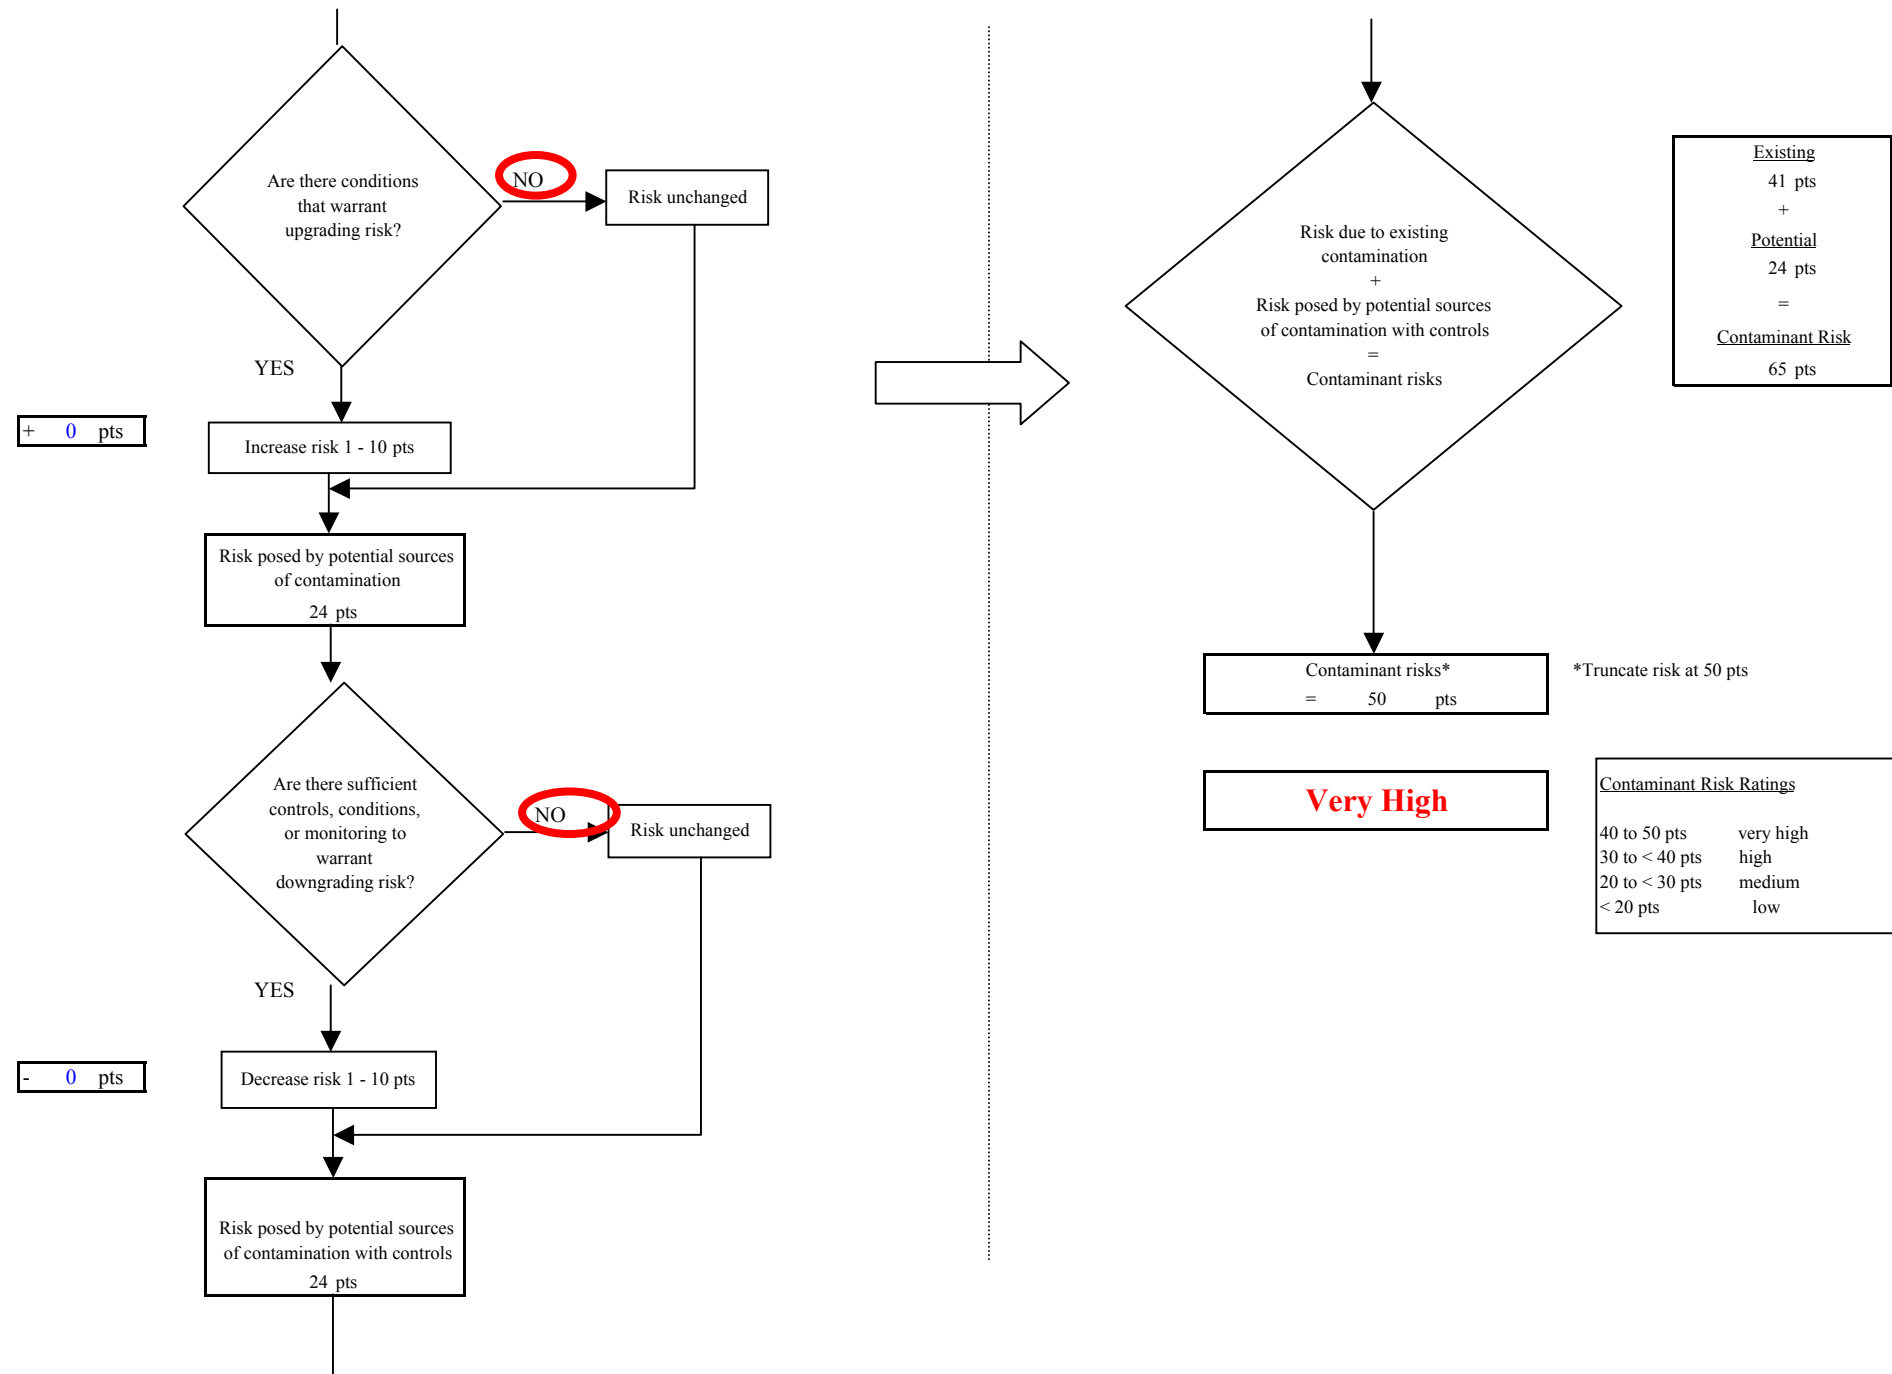 Are there conditions
that warrant
upgrading risk?
NO
Risk unchanged
YES
+ 0 pts
Increase risk 1 - 10 pts
Risk posed by potential sources
of contamination
24 pts
Are there sufficient
controls, conditions,
or monitoring to
warrant
downgrading risk?
NO
Risk unchanged
YES
- 0 pts
Decrease risk 1 - 10 pts
Risk posed by potential sources
of contamination with controls
24 pts
Risk due to existing
contamination
+
Risk posed by potential sources
of contamination with controls
=
Contaminant risks
Existing
41 pts
+
Potential
24 pts
=
Contaminant Risk
65 pts
Contaminant risks*
= 50 pts
*Truncate risk at 50 pts
Very High
Contaminant Risk Ratings
40 to 50 pts very high
30 to < 40 pts high
20 to < 30 pts medium
< 20 pts low